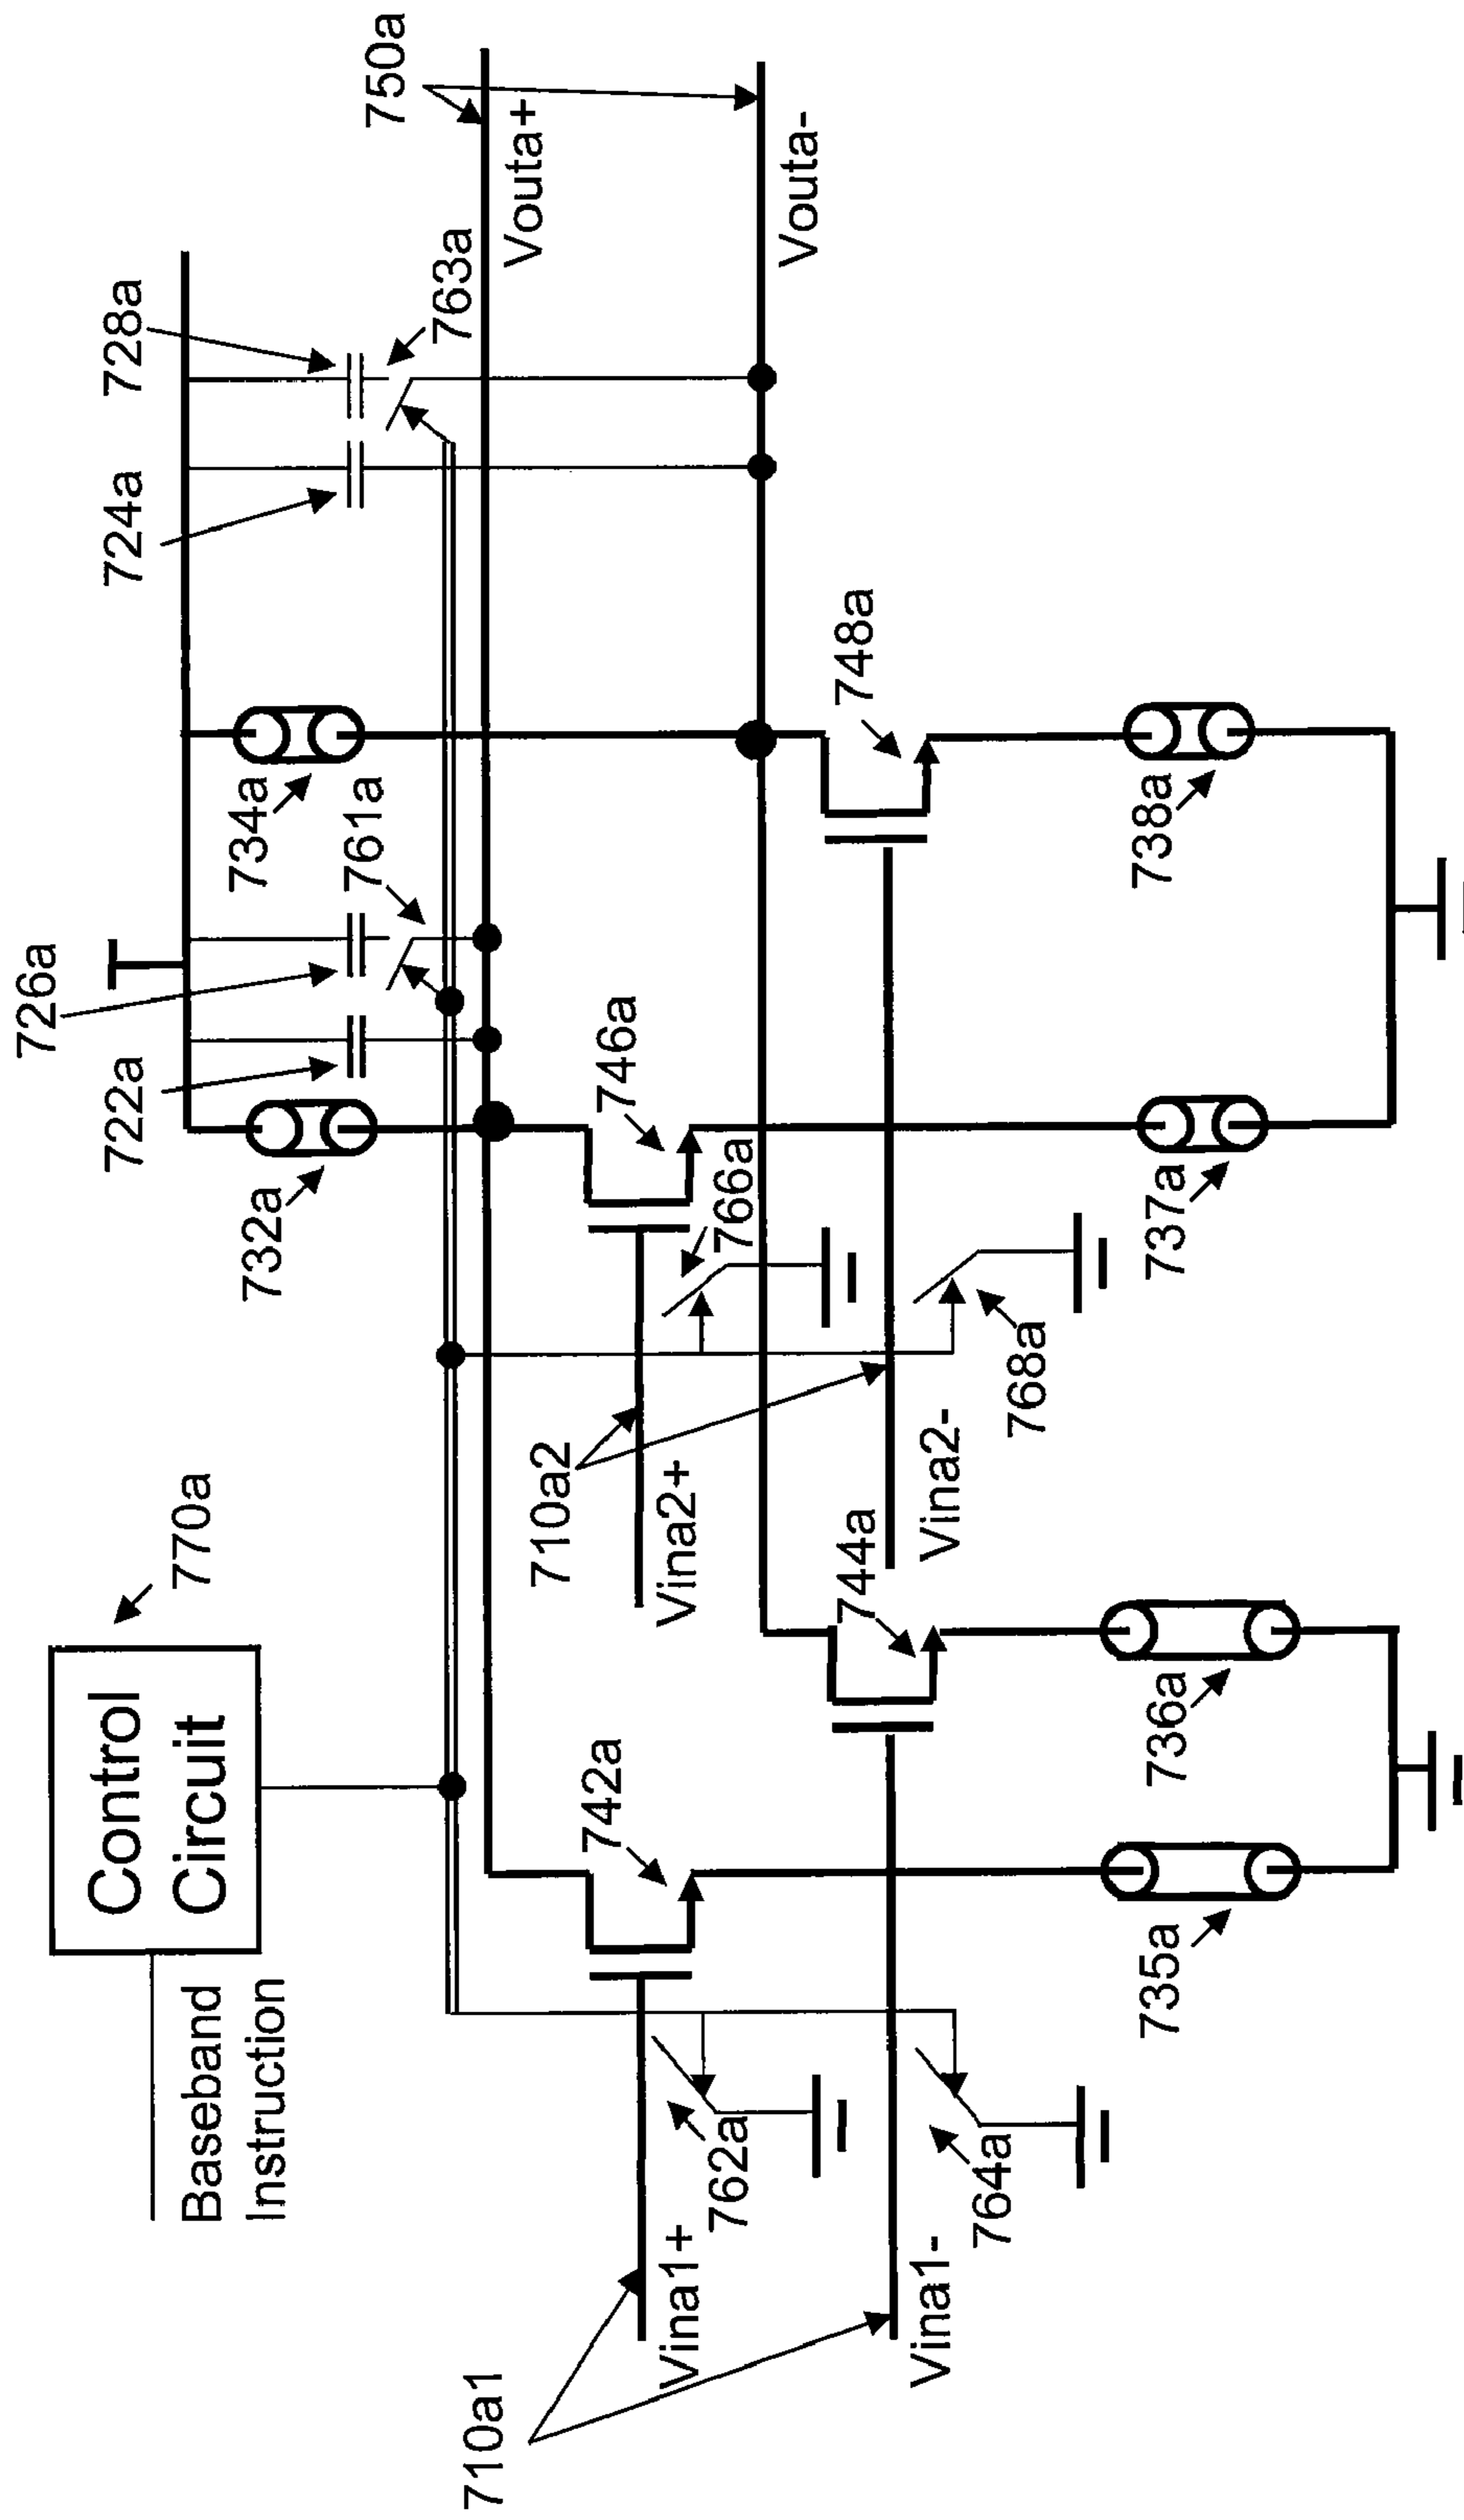 770a
Control
Circuit
Baseband
Instruction
726a
722a
728a
724a
750a
732a
734a
761a
763a
Vouta+
Vouta-
710a1
Vina1+
742a
762a
710a2
Vina2+
746a
766a
748a
744a
Vina1-
764a
Vina2-
768a
735a
736a
737a
738a